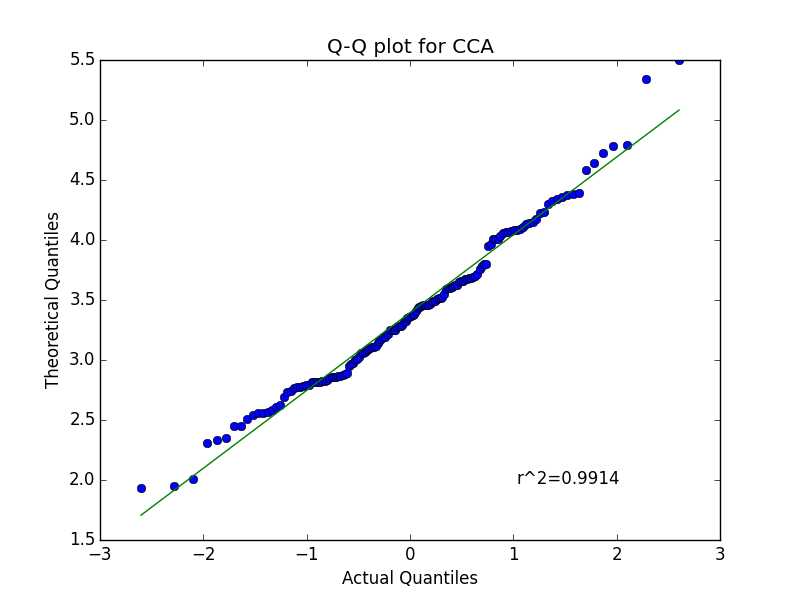 Q-Q plot for CCA
5.5
5.0
4.5
4.0
3.5
3.0
2.5
2.0
1.5
Theoretical Quantiles
r^2=0.9914
−3 −2 −1 0 1 2 3
Actual Quantiles